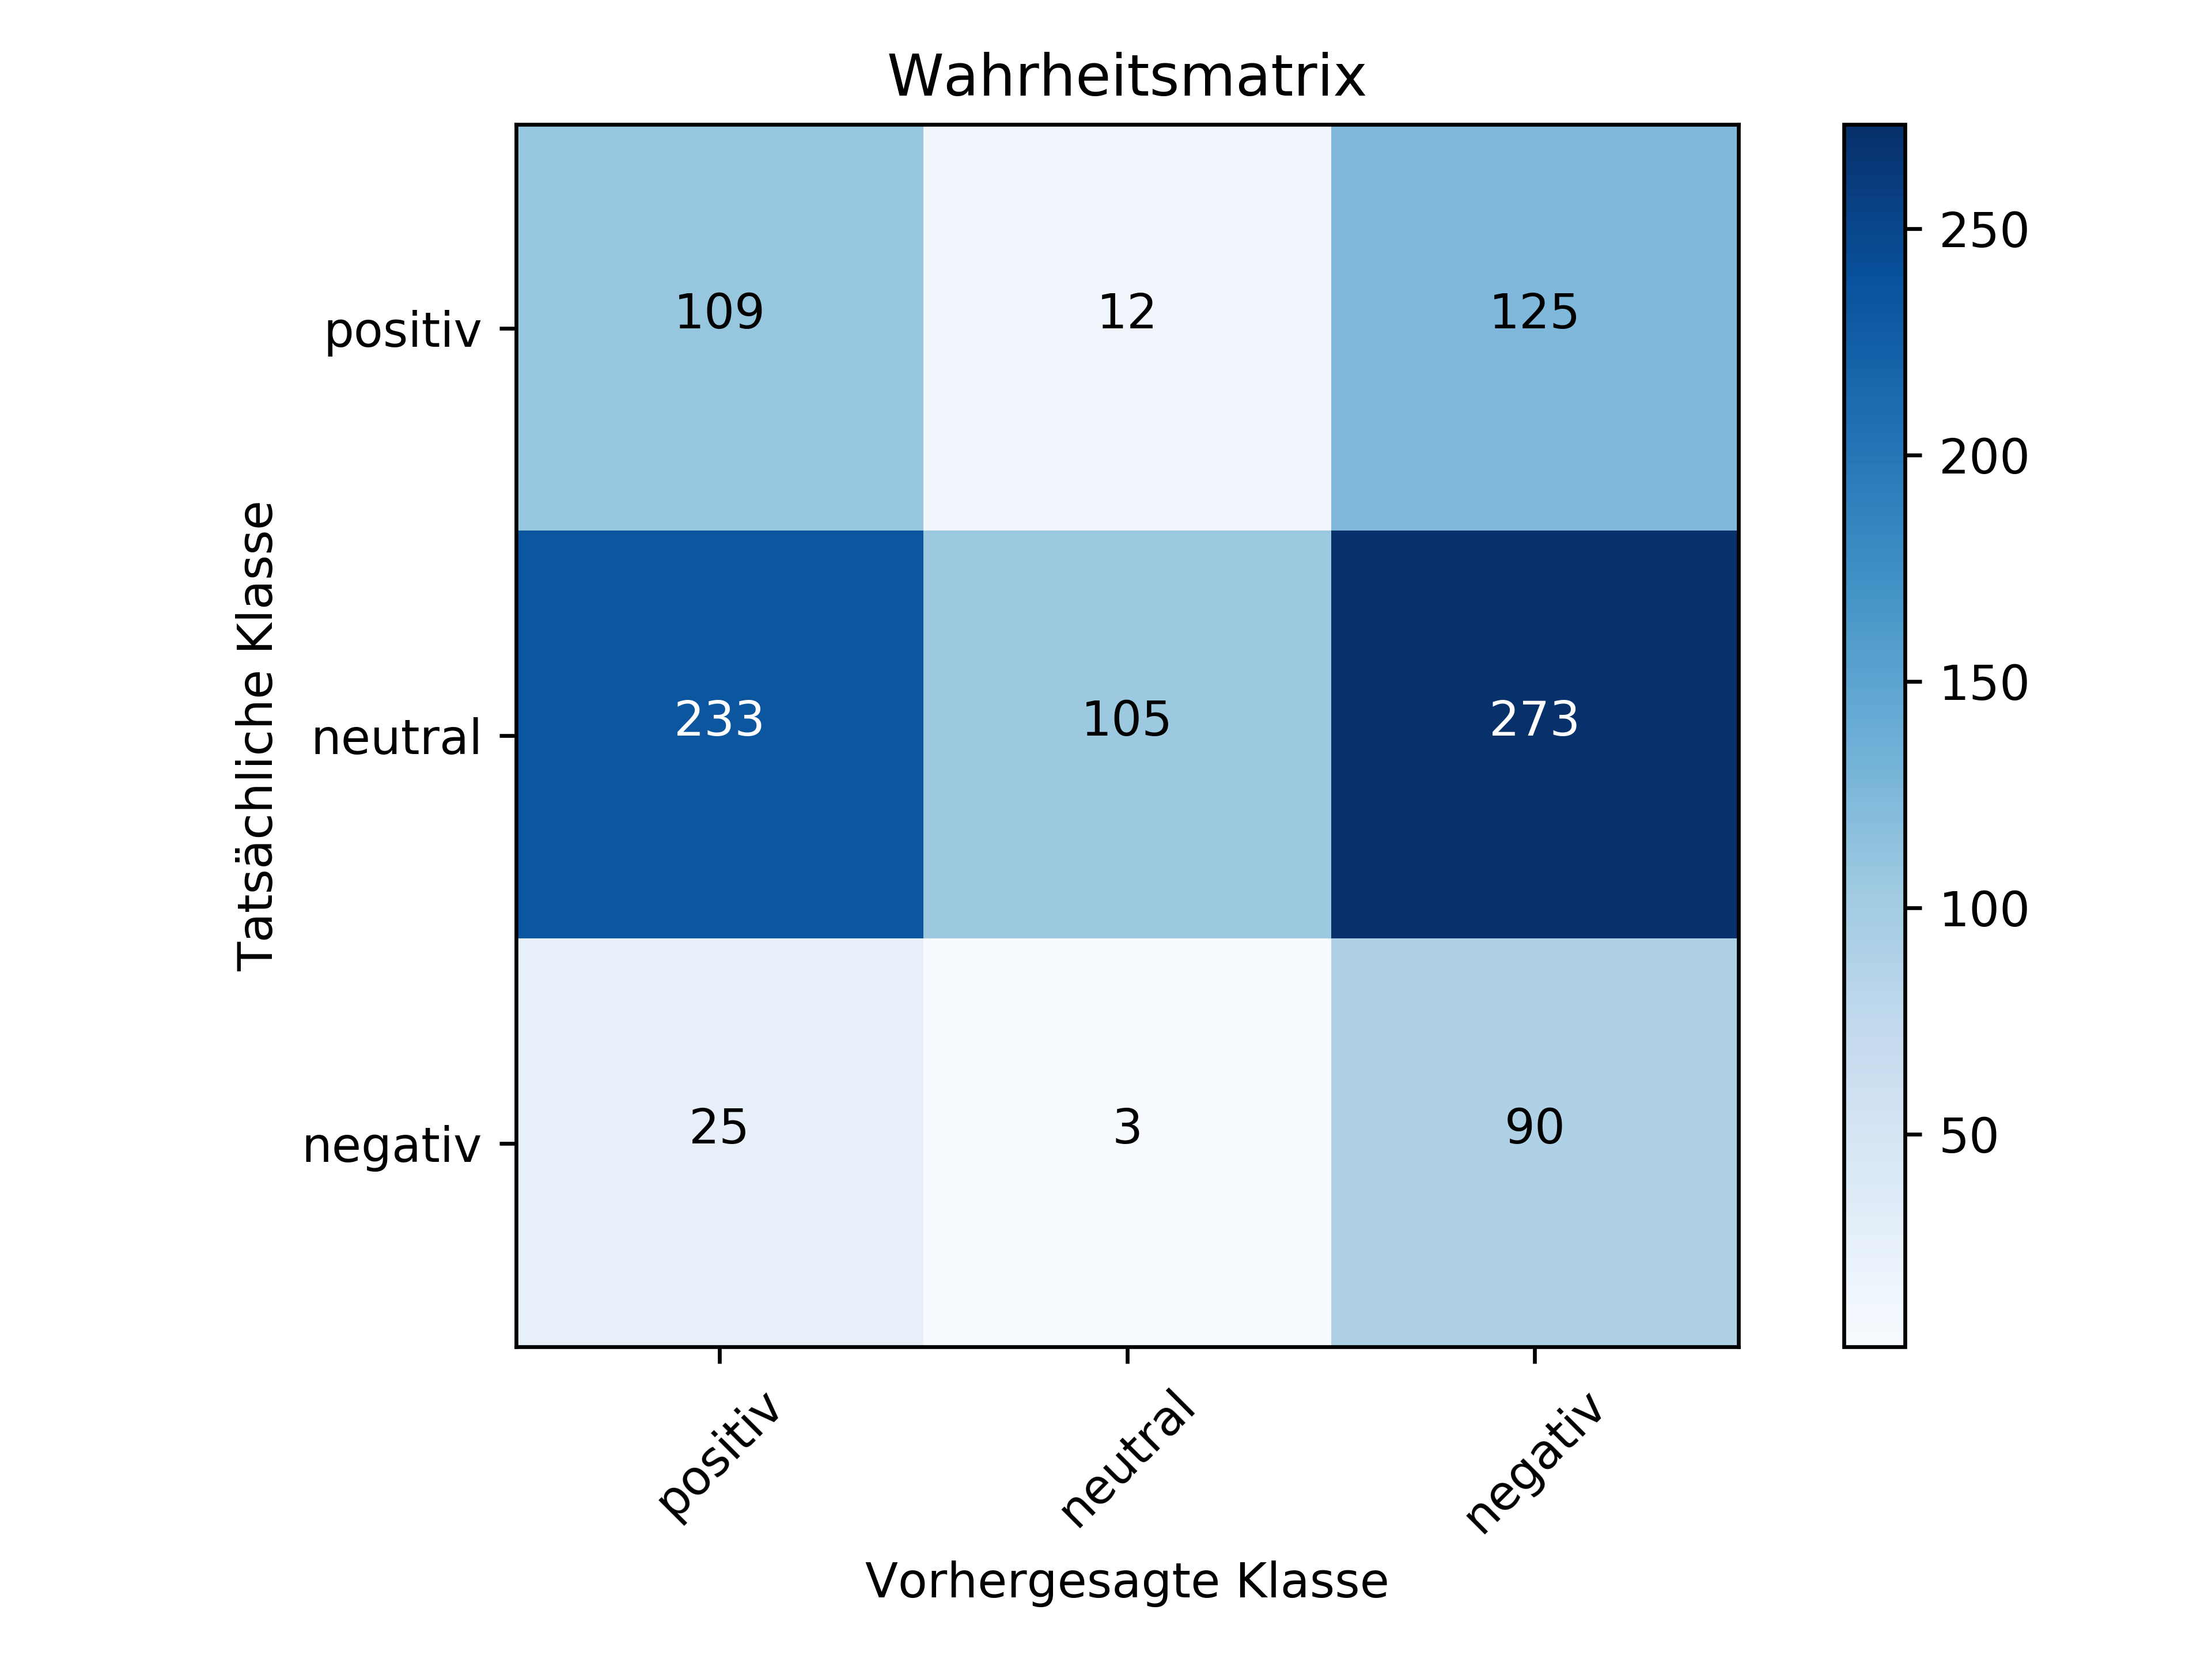 Wahrheitsmatrix
Tatsächliche Klasse
positiv
109
12
125
neutral
233
105
273
negativ
25
3
90
positiv
neutral
negativ
Vorhergesagte Klasse
250
200
150
100
50